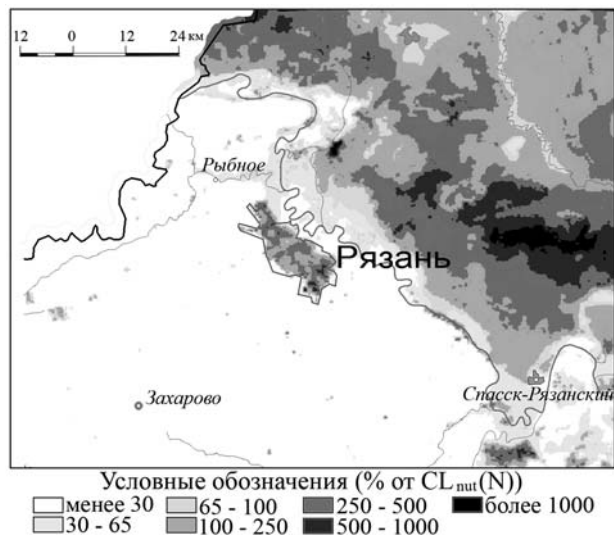 12 0 12 24 км
Рыбное
Рязань
Спасск-Рязанский
Захарово
Условные обозначения (% от CLnut(N))
менее 30 65 - 100 250 - 500 более 1000
30 - 65 100 - 250 500 - 1000